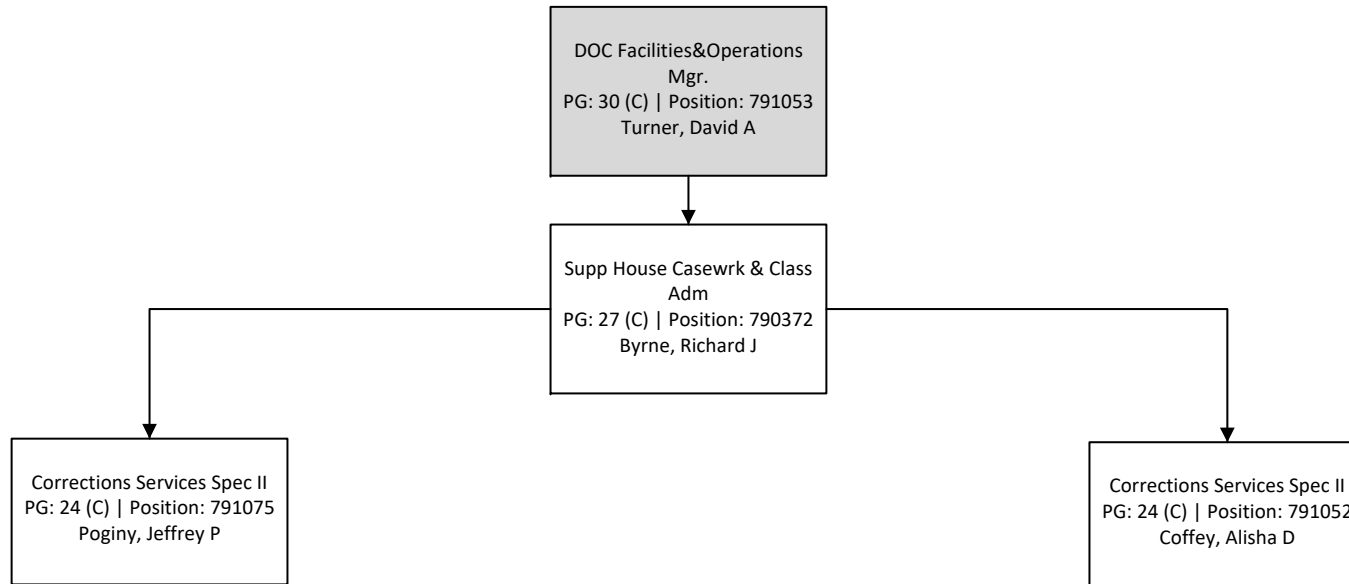 DOC Facilities&Operations
Mgr.
PG: 30 (C) | Position: 791053
Turner, David A
Supp House Casewrk & Class
Adm
PG: 27 (C) | Position: 790372
Byrne, Richard J
Corrections Services Spec II
PG: 24 (C) | Position: 791075
Poginy, Jeffrey P
Corrections Services Spec II
PG: 24 (C) | Position: 791052
Coffey, Alisha D